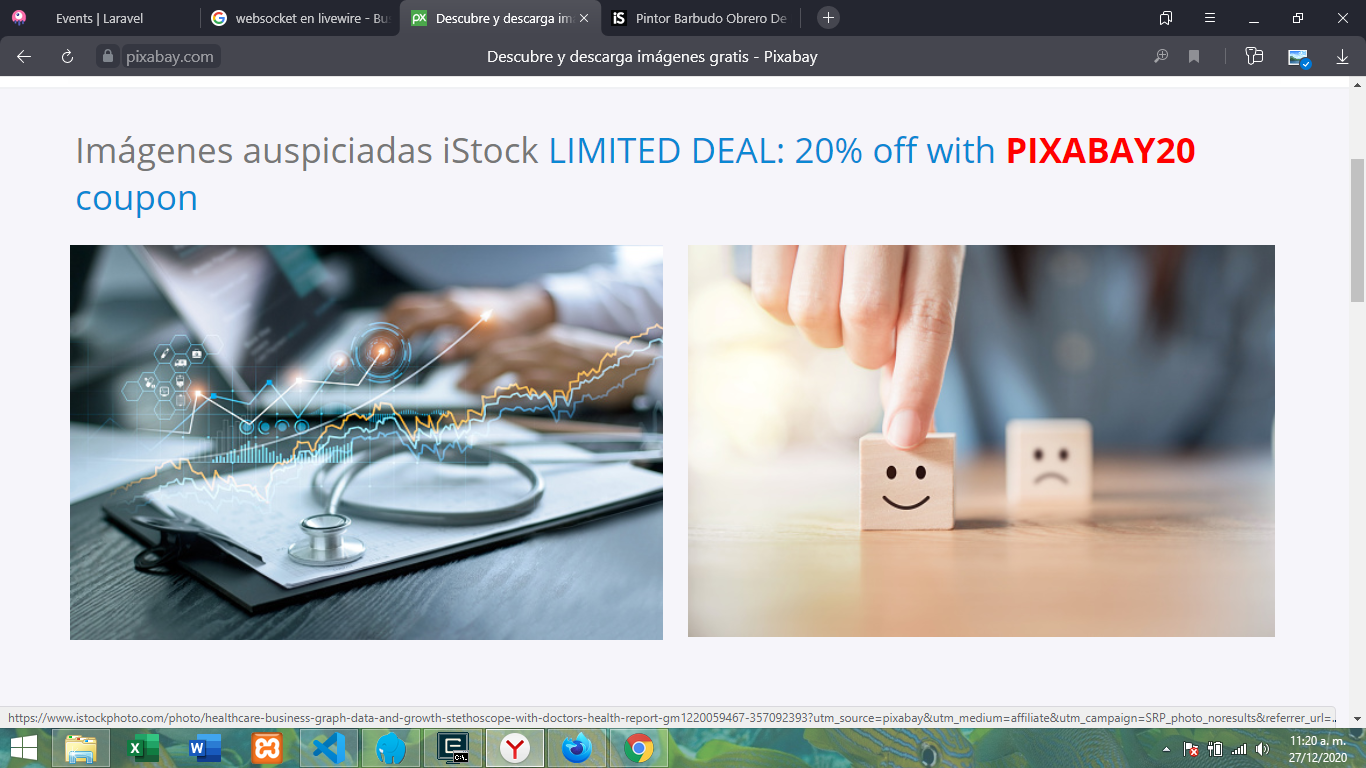 Events | Laravel
websocket en livewire - Bu
Descubre y descarga im
Pintor Barbudo Obrero De
pixabay.com
Descubre y descarga imágenes gratis - Pixabay
Imágenes auspiciadas iStock LIMITED DEAL: 20% off with PIXABAY20
coupon
https://www.istockphoto.com/photo/healthcare-business-graph-data-and-growth-stethoscope-with-doctors-health-report-gm1220059467-357092393?utm_source=pixabay&utm_medium=affiliate&utm_campaign=SRP_photo_noresults&referrer_url=...
11:20 a. m.
27/12/2020